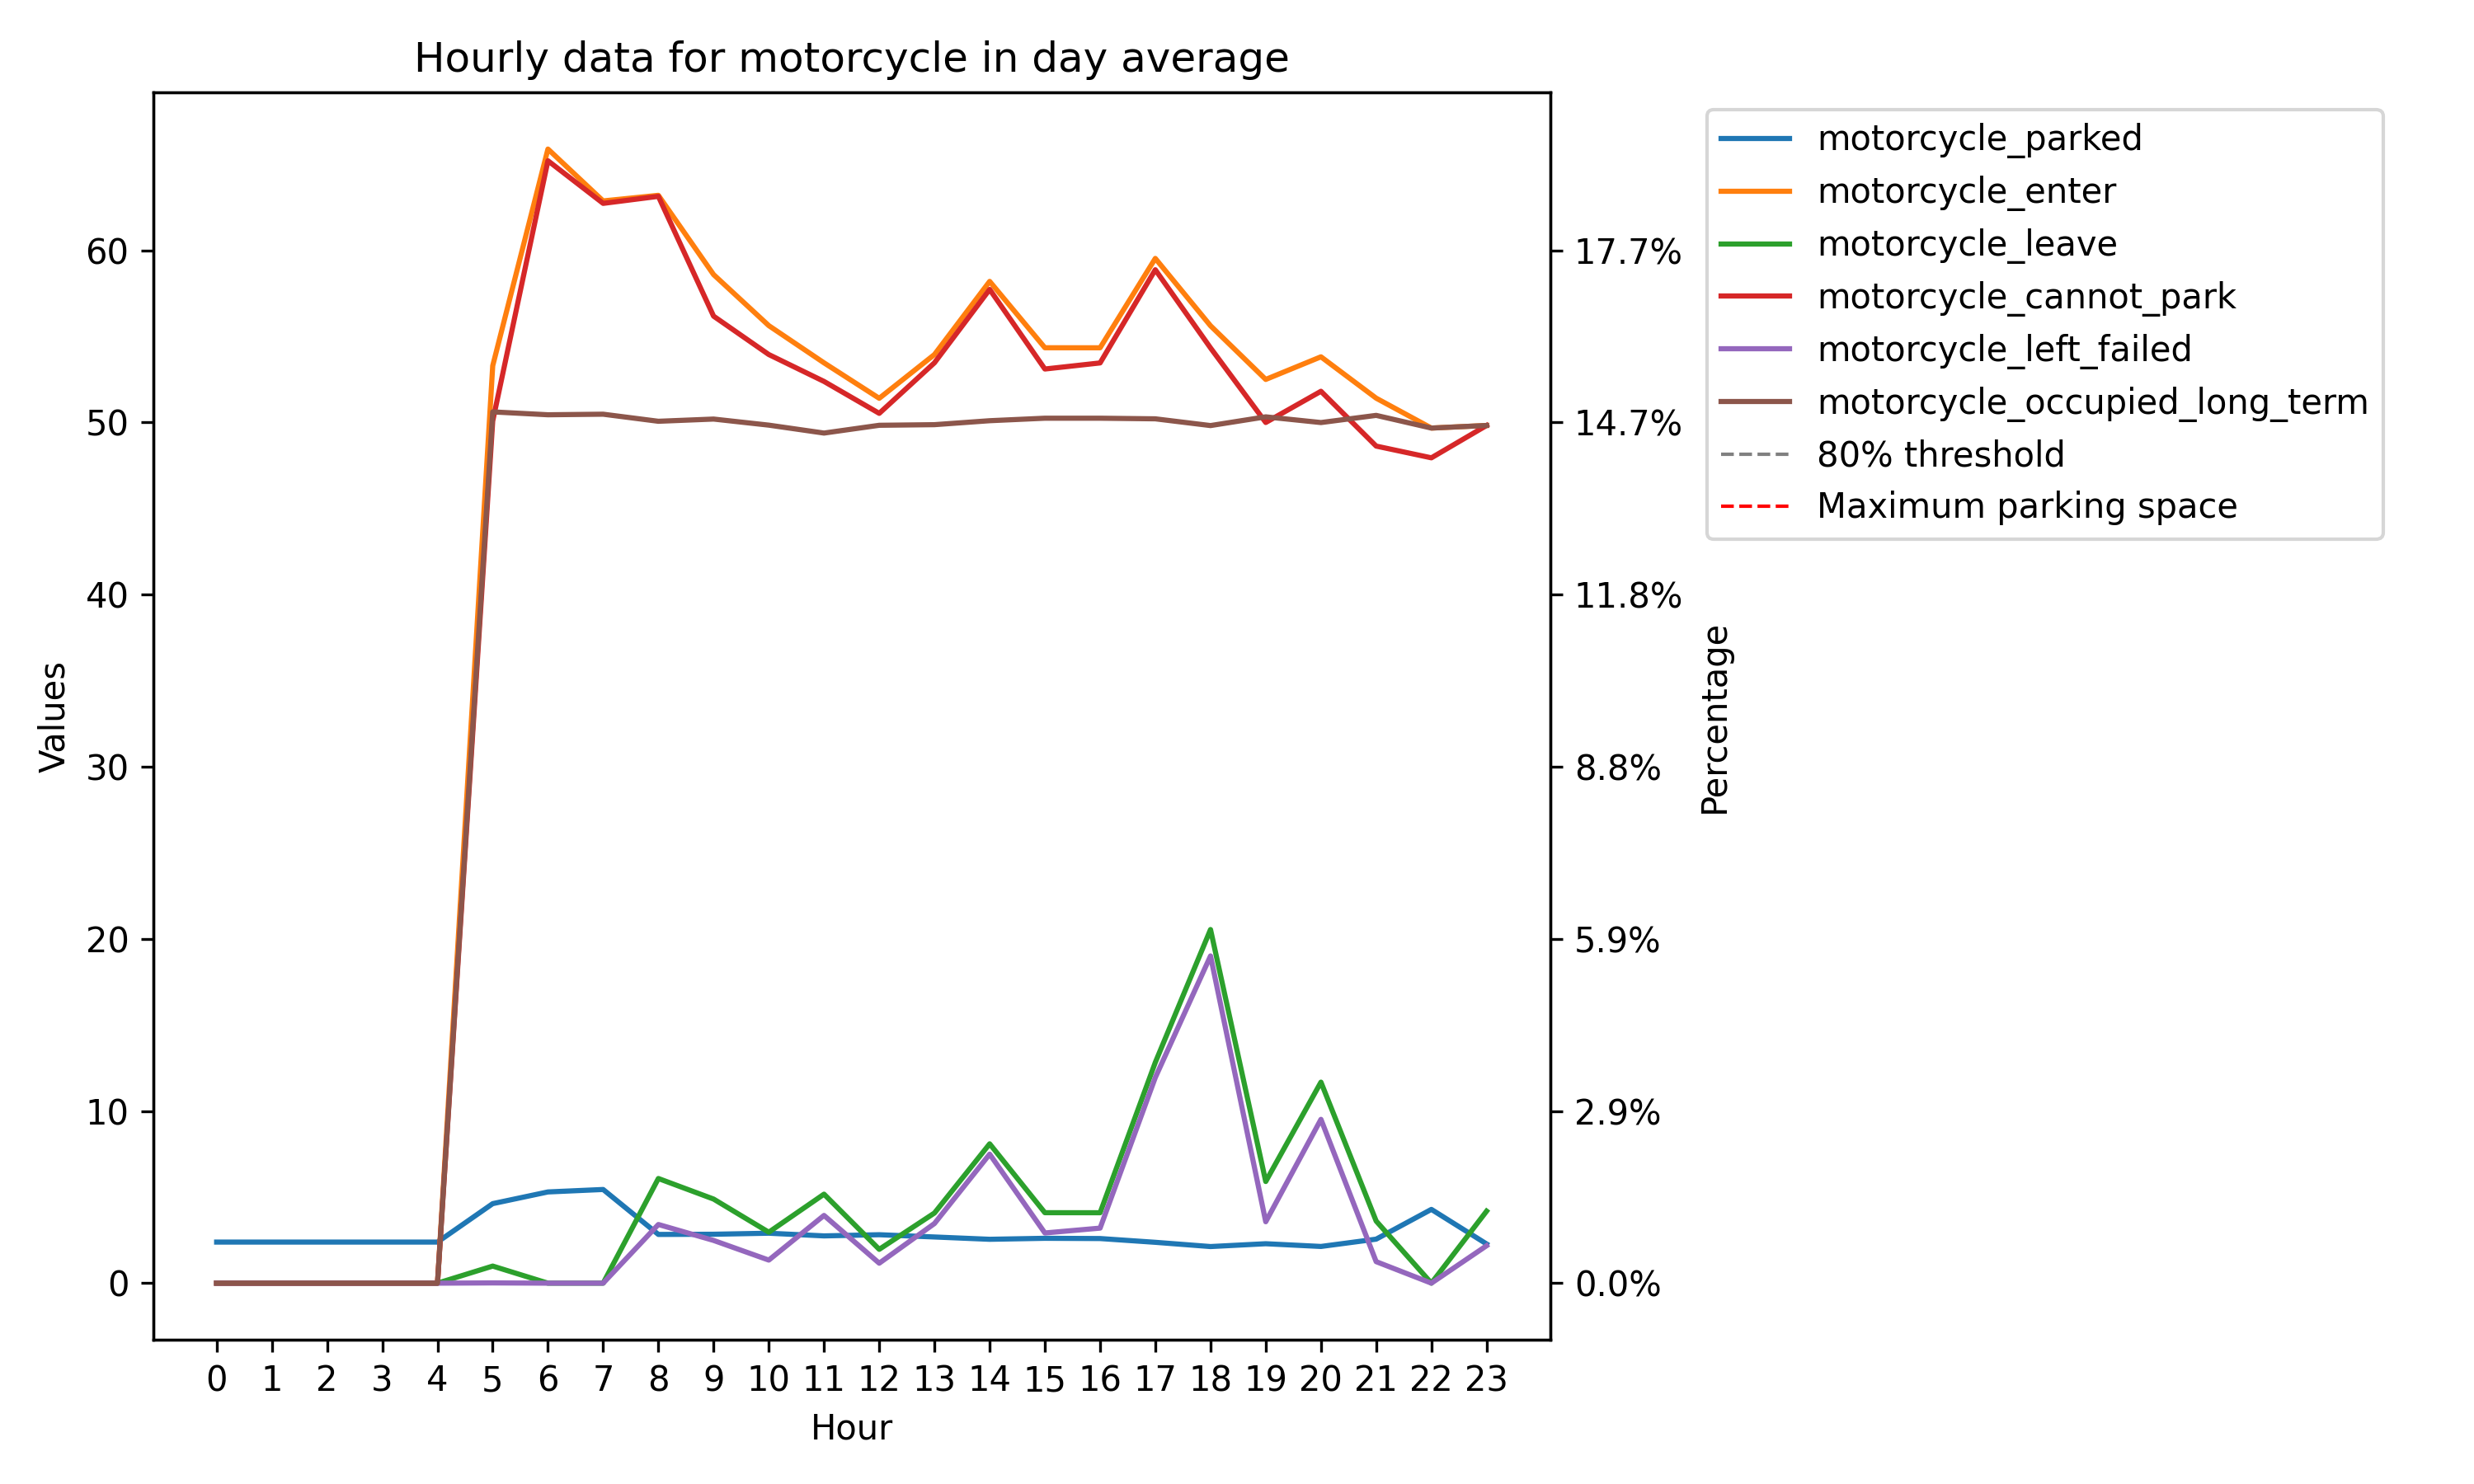 Hourly data for motorcycle in day average
motorcycle_parked
motorcycle_enter
motorcycle_leave
motorcycle_cannot_park
motorcycle_left_failed
motorcycle_occupied_long_term
80% threshold
Maximum parking space
60
50
40
30
20
10
0
Values
17.7%
14.7%
11.8%
8.8%
5.9%
2.9%
0.0%
Percentage
0 1 2 3 4 5 6 7 8 9 10 11 12 13 14 15 16 17 18 19 20 21 22 23
Hour